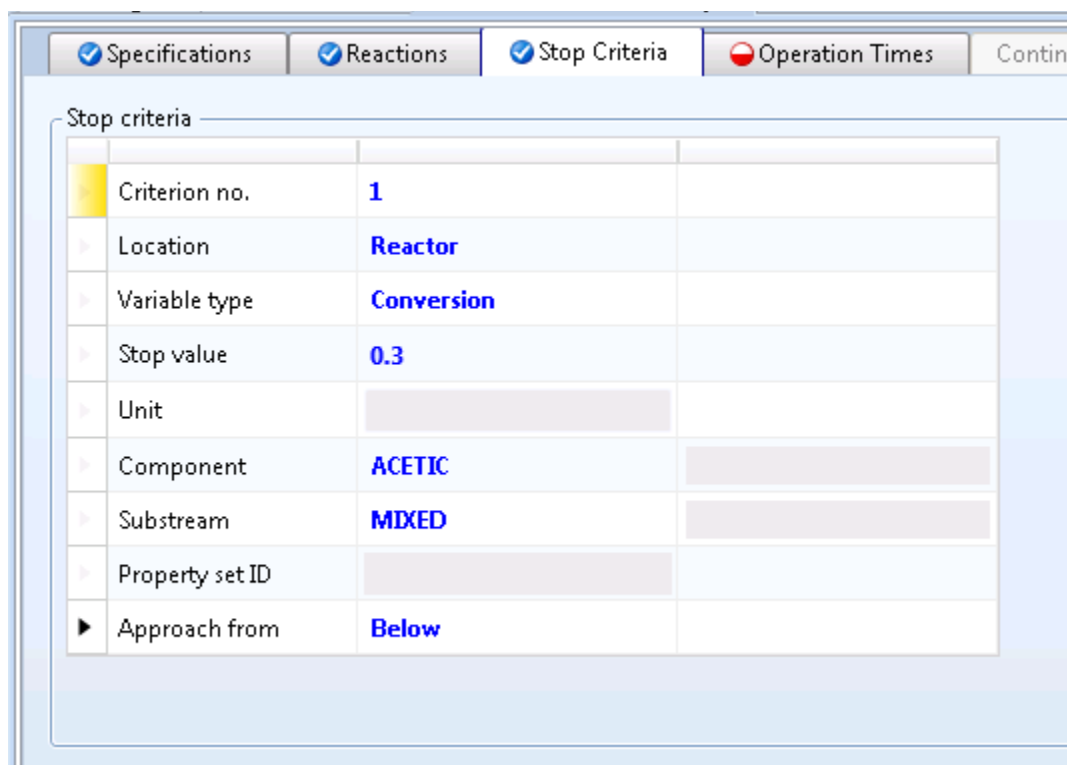 Specifications Reactions Stop Criteria Operation Times Contin
Stop criteria
Criterion no. 1
Location Reactor
Variable type Conversion
Stop value 0.3
Unit
Component ACETIC
Substream MIXED
Property set ID
Approach from Below